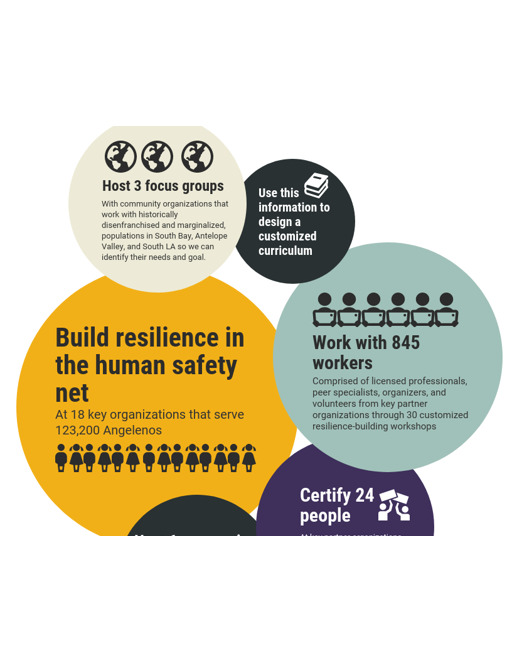 Host 3 focus groups
With community organizations that
work with historically
disenfranchised and marginalized,
populations in South Bay, Antelope
Valley, and South LA so we can
identify their needs and goal.
Use this
information to
design a
customized
curriculum
Build resilience in
the human safety
net
At 18 key organizations that serve
123,200 Angelenos
Work with 845
workers
Comprised of licensed professionals,
peer specialists, organizers, and
volunteers from key partner
organizations through 30 customized
resilience-building workshops
Certify 24
people